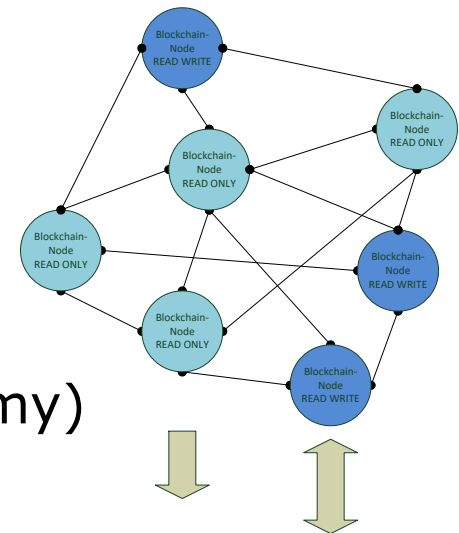 Blockchain-
Node
READ WRITE
Blockchain-
Node
READ ONLY
Blockchain-
Node
READ ONLY
Blockchain-
Node
READ ONLY
Blockchain-
Node
READ WRITE
Blockchain-
Node
READ ONLY
Blockchain-
Node
READ WRITE
my)